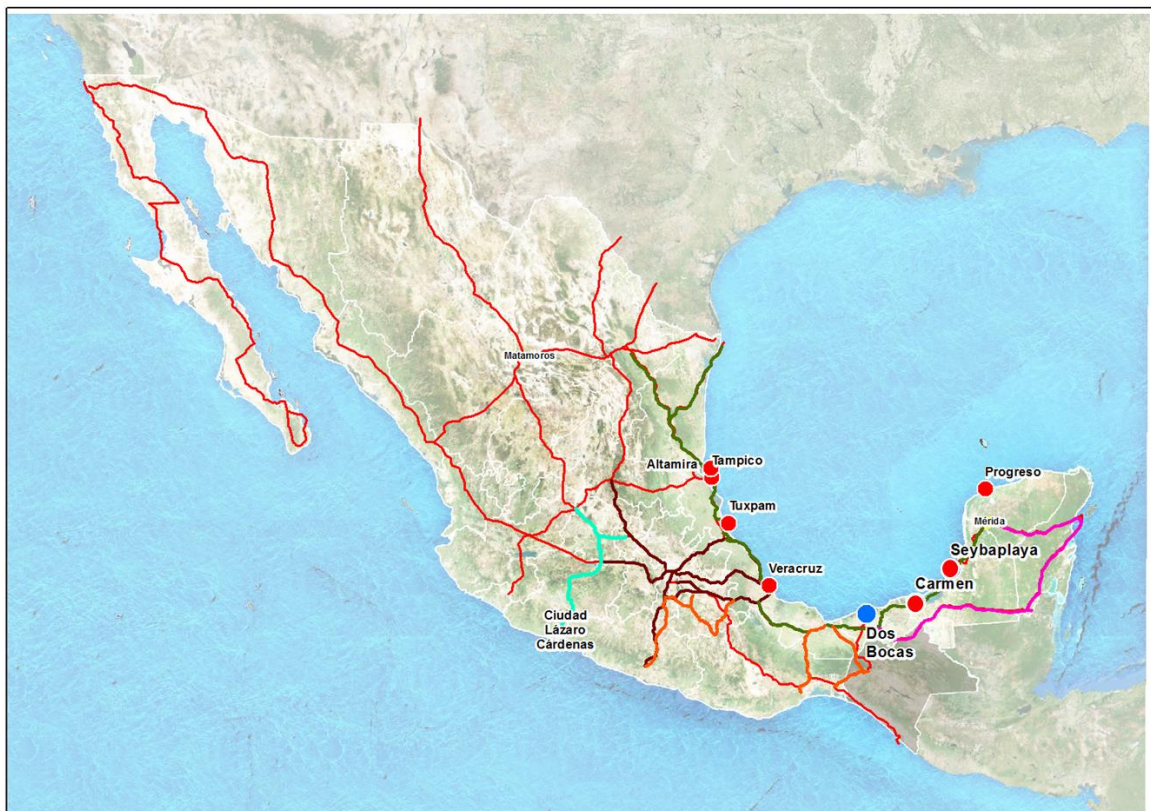 Matamoros
Altamira
Tampico
Progreso
Tuxpam
Mérida
Seybaplaya
Veracruz
Carmen
Ciudad
Lázaro
Cárdenas
Dos
Bocas